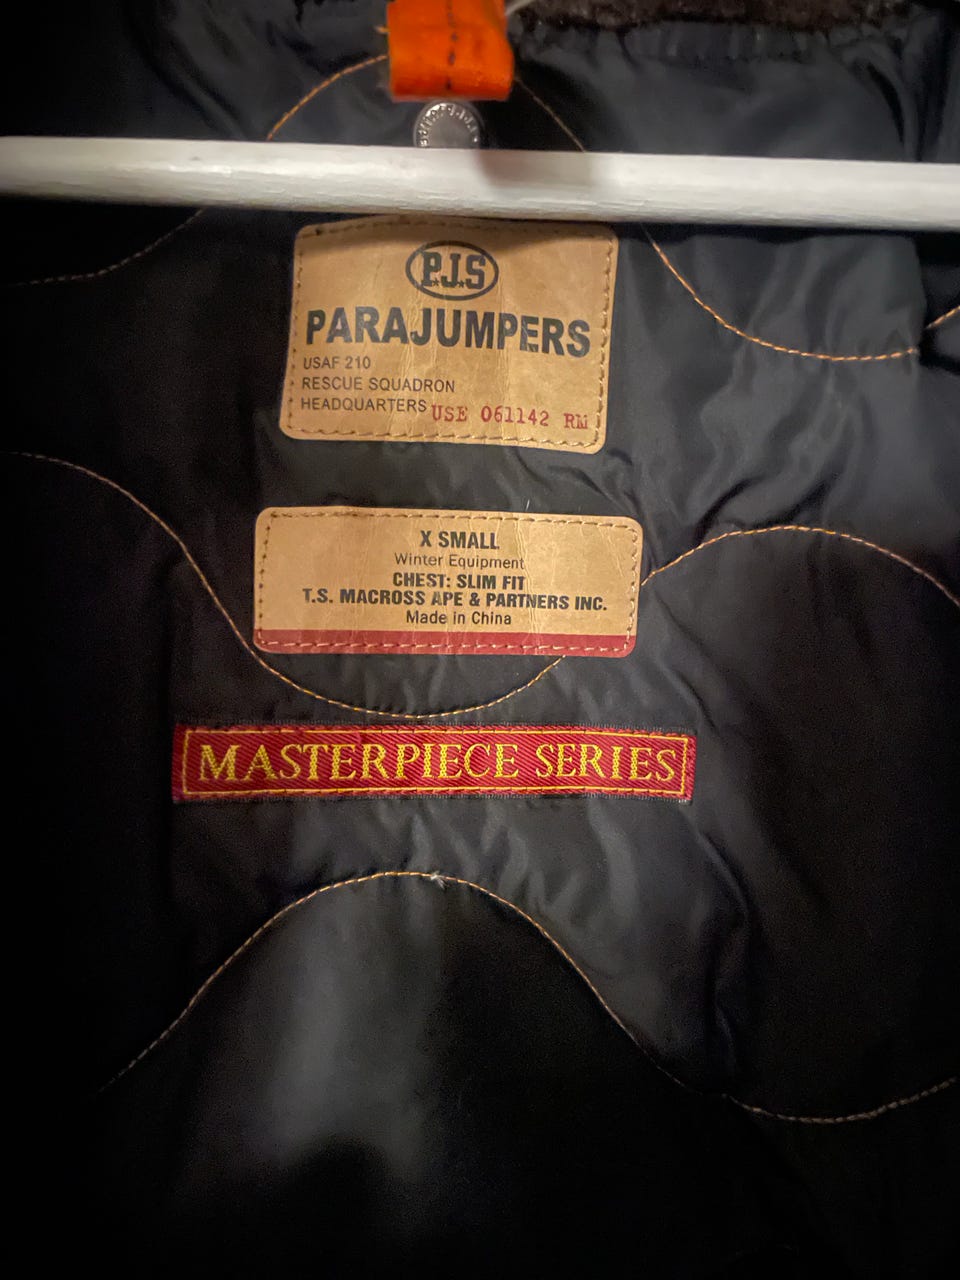 P.J.S
PARAJUMPERS
USAF 210
RESCUE SQUADRON
HEADQUARTERS USE 061142 RM
X SMALL
Winter Equipment
CHEST: SLIM FIT
T.S. MACROSS APE & PARTNERS INC.
Made in China
MASTERPIECE SERIES